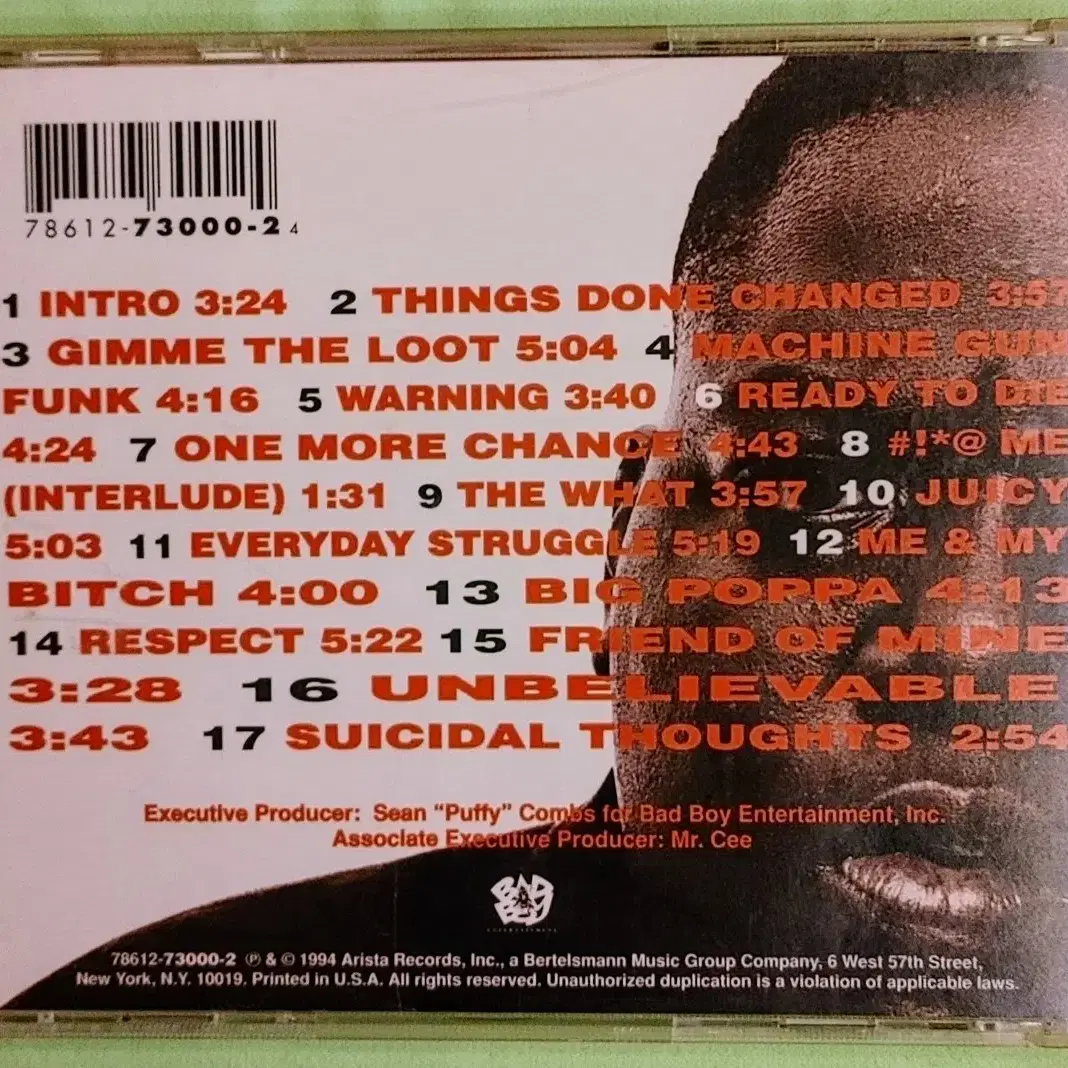 78612-73000-2 4
1 INTRO 3:24 2 THINGS DONE CHANGED 3:57
3 GIMME THE LOOT 5:04 4 MACHINE GUN
FUNK 4:16 5 WARNING 3:40 6 READY TO DIE
4:24 7 ONE MORE CHANCE 4:43 8 #!*@ ME
(INTERLUDE) 1:31 9 THE WHAT 3:57 10 JUICY
5:03 11 EVERYDAY STRUGGLE 5:19 12 ME & MY
BITCH 4:00 13 BIG POPPA 4:13
14 RESPECT 5:22 15 FRIEND OF MINE
3:28 16 UNBELIEVABLE
3:43 17 SUICIDAL THOUGHTS 2:54
Executive Producer: Sean "Puffy" Combs for Bad Boy Entertainment, Inc.
Associate Executive Producer: Mr. Cee
BAD
BOY
ENTERTAINMENT
78612-73000-2 ℗ & © 1994 Arista Records, Inc., a Bertelsmann Music Group Company, 6 West 57th Street,
New York, N.Y. 10019. Printed in U.S.A. All rights reserved. Unauthorized duplication is a violation of applicable laws.